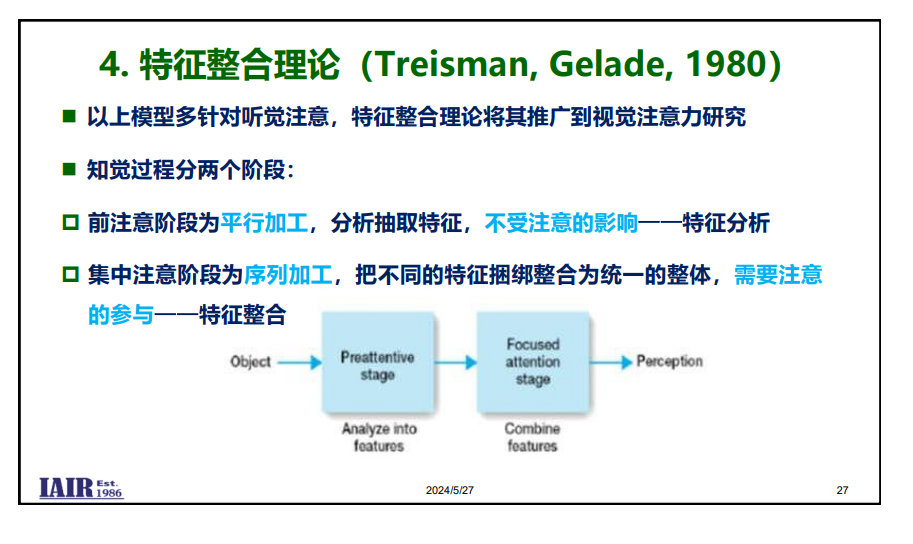 4. 特征整合理论（Treisman, Gelade, 1980）
以上模型多针对听觉注意，特征整合理论将其推广到视觉注意力研究
知觉过程分两个阶段：
前注意阶段为平行加工，分析抽取特征，不受注意的影响——特征分析
集中注意阶段为序列加工，把不同的特征捆绑整合为统一的整体，需要注意
的参与——特征整合
Object
Preattentive
stage
Analyze into
features
Focused
attention
stage
Combine
features
Perception
IAIR Est.
1986
2024/5/27
27